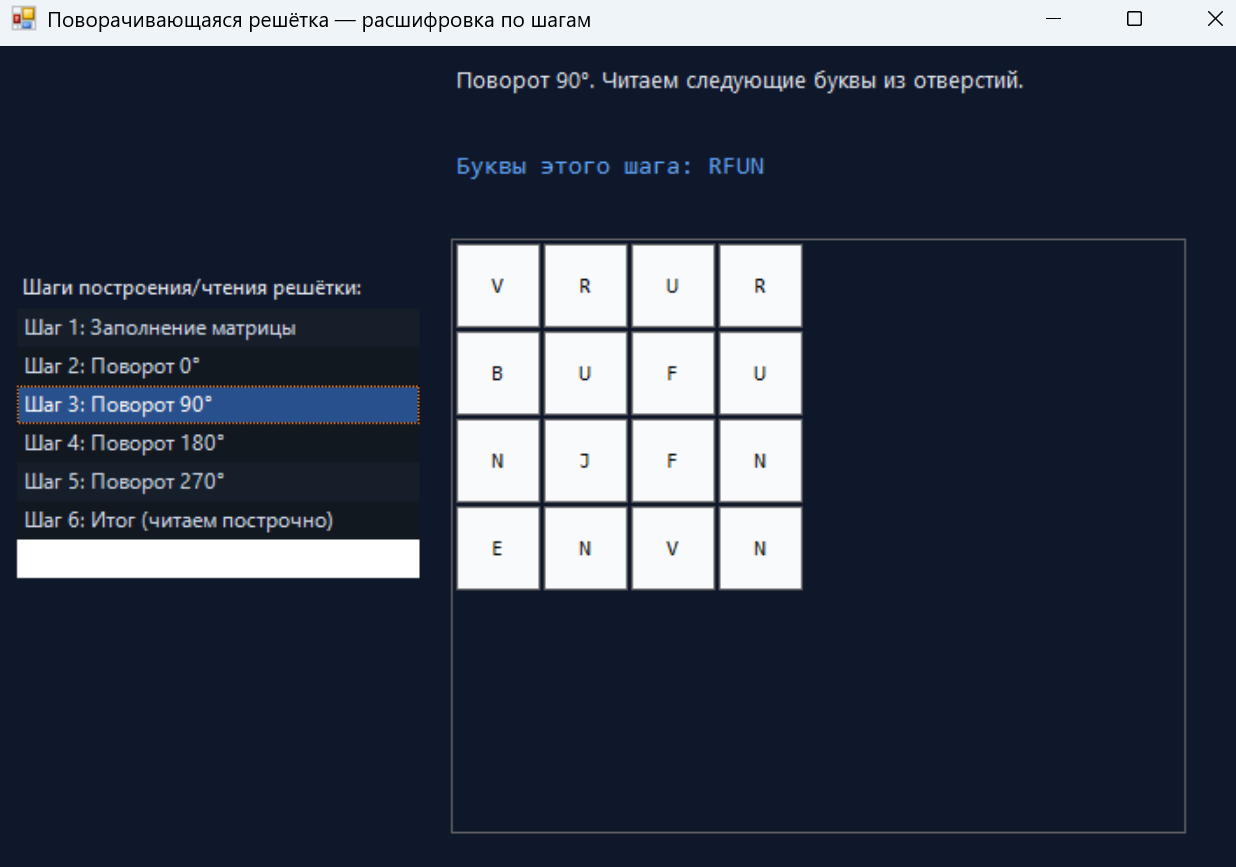 Поворачивающаяся решётка — расшифровка по шагам
Поворот 90°. Читаем следующие буквы из отверстий.
Буквы этого шага: RFUN
Шаги построения/чтения решётки:
Шаг 1: Заполнение матрицы
Шаг 2: Поворот 0°
Шаг 3: Поворот 90°
Шаг 4: Поворот 180°
Шаг 5: Поворот 270°
Шаг 6: Итог (читаем построчно)
V R U R
B U F U
N J F N
E N V N